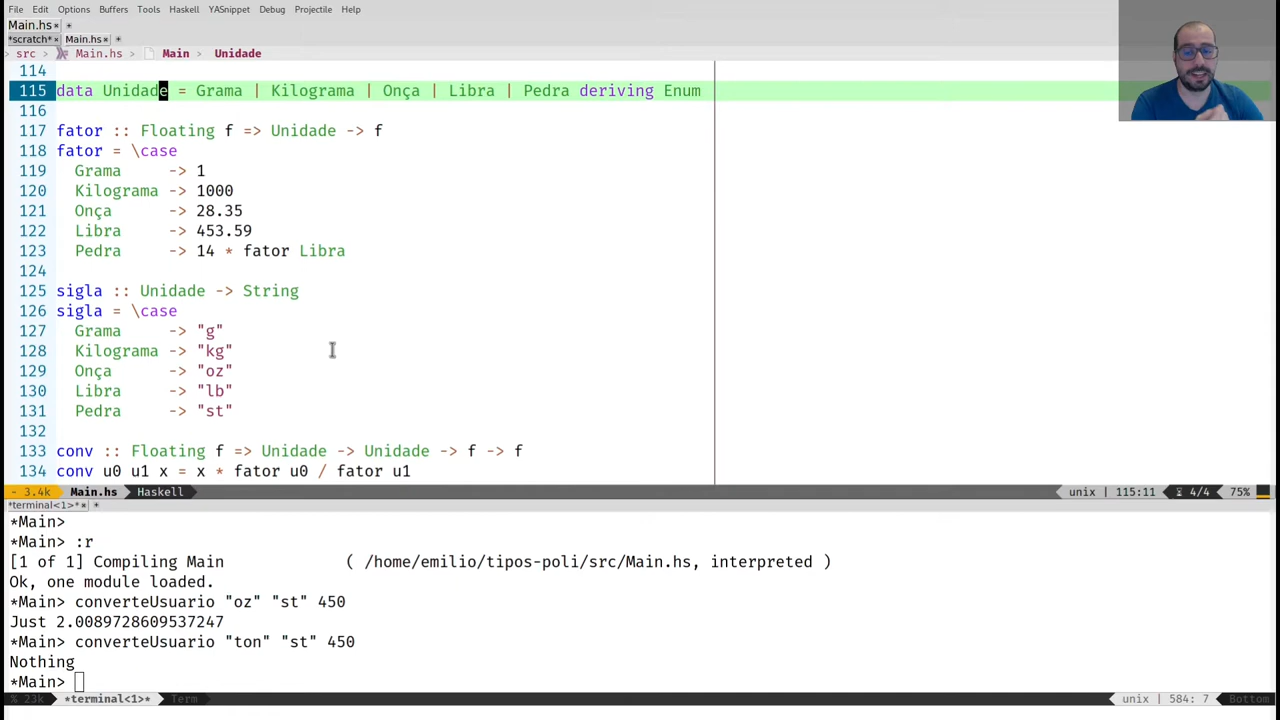 File Edit Options Buffers Tools Haskell YASnippet Debug Projectile Help
Main.hs× +
*scratch*× Main.hs× +
> src > Main.hs > Main > Unidade
114
115 data Unidade = Grama | Kilograma | Onça | Libra | Pedra deriving Enum
116
117 fator :: Floating f => Unidade -> f
118 fator = \case
119   Grama     -> 1
120   Kilograma -> 1000
121   Onça      -> 28.35
122   Libra     -> 453.59
123   Pedra     -> 14 * fator Libra
124
125 sigla :: Unidade -> String
126 sigla = \case
127   Grama     -> "g"
128   Kilograma -> "kg"
129   Onça      -> "oz"
130   Libra     -> "lb"
131   Pedra     -> "st"
132
133 conv :: Floating f => Unidade -> Unidade -> f -> f
134 conv u0 u1 x = x * fator u0 / fator u1
- 3.4k Main.hs Haskell unix | 115:11 4/4 75%
*terminal<1>*× +
*Main>
*Main> :r
[1 of 1] Compiling Main             ( /home/emilio/tipos-poli/src/Main.hs, interpreted )
Ok, one module loaded.
*Main> converteUsuario "oz" "st" 450
Just 2.0089728609537247
*Main> converteUsuario "ton" "st" 450
Nothing
*Main>
% 23k *terminal<1>* Term unix | 584: 7 Bottom